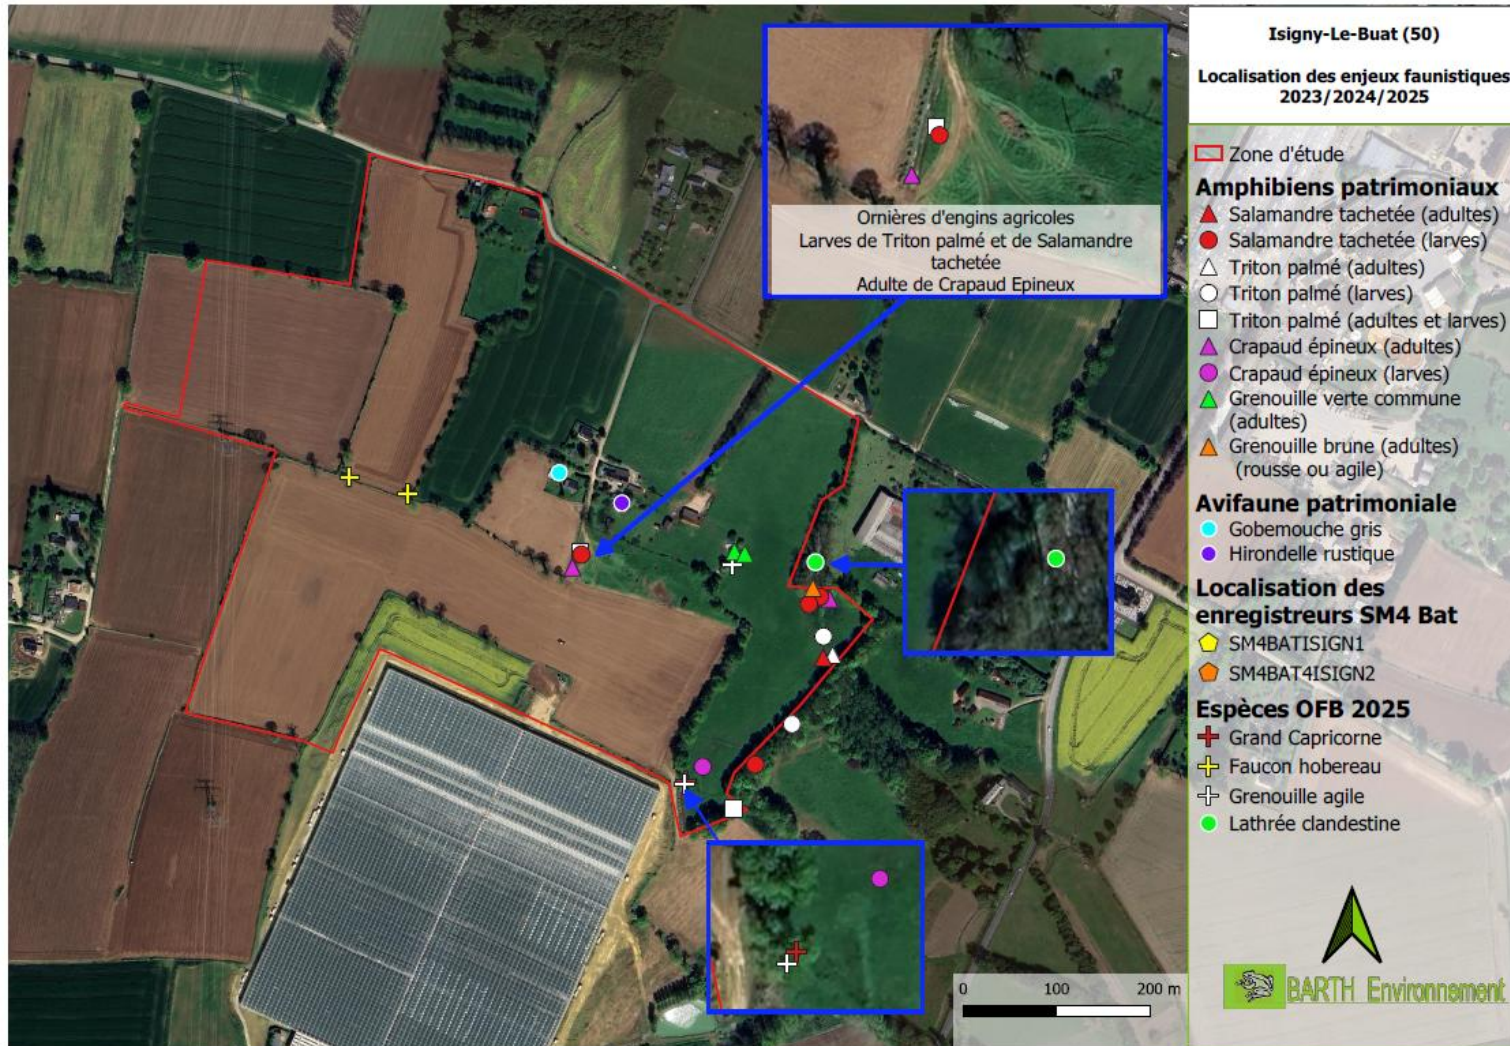 Isigny-Le-Buat (50)
Localisation des enjeux faunistiques
2023/2024/2025
Zone d'étude
Amphibiens patrimoniaux
Salamandre tachetée (adultes)
Salamandre tachetée (larves)
Triton palmé (adultes)
Triton palmé (larves)
Triton palmé (adultes et larves)
Crapaud épineux (adultes)
Crapaud épineux (larves)
Grenouille verte commune
(adultes)
Grenouille brune (adultes)
(rousse ou agile)
Avifaune patrimoniale
Gobemouche gris
Hirondelle rustique
Localisation des
enregistreurs SM4 Bat
SM4BATISIGN1
SM4BAT4ISIGN2
Espèces OFB 2025
Grand Capricorne
Faucon hobereau
Grenouille agile
Lathrée clandestine
BARTH Environnement
Ornières d'engins agricoles
Larves de Triton palmé et de Salamandre
tachetée
Adulte de Crapaud Epineux
0 100 200 m